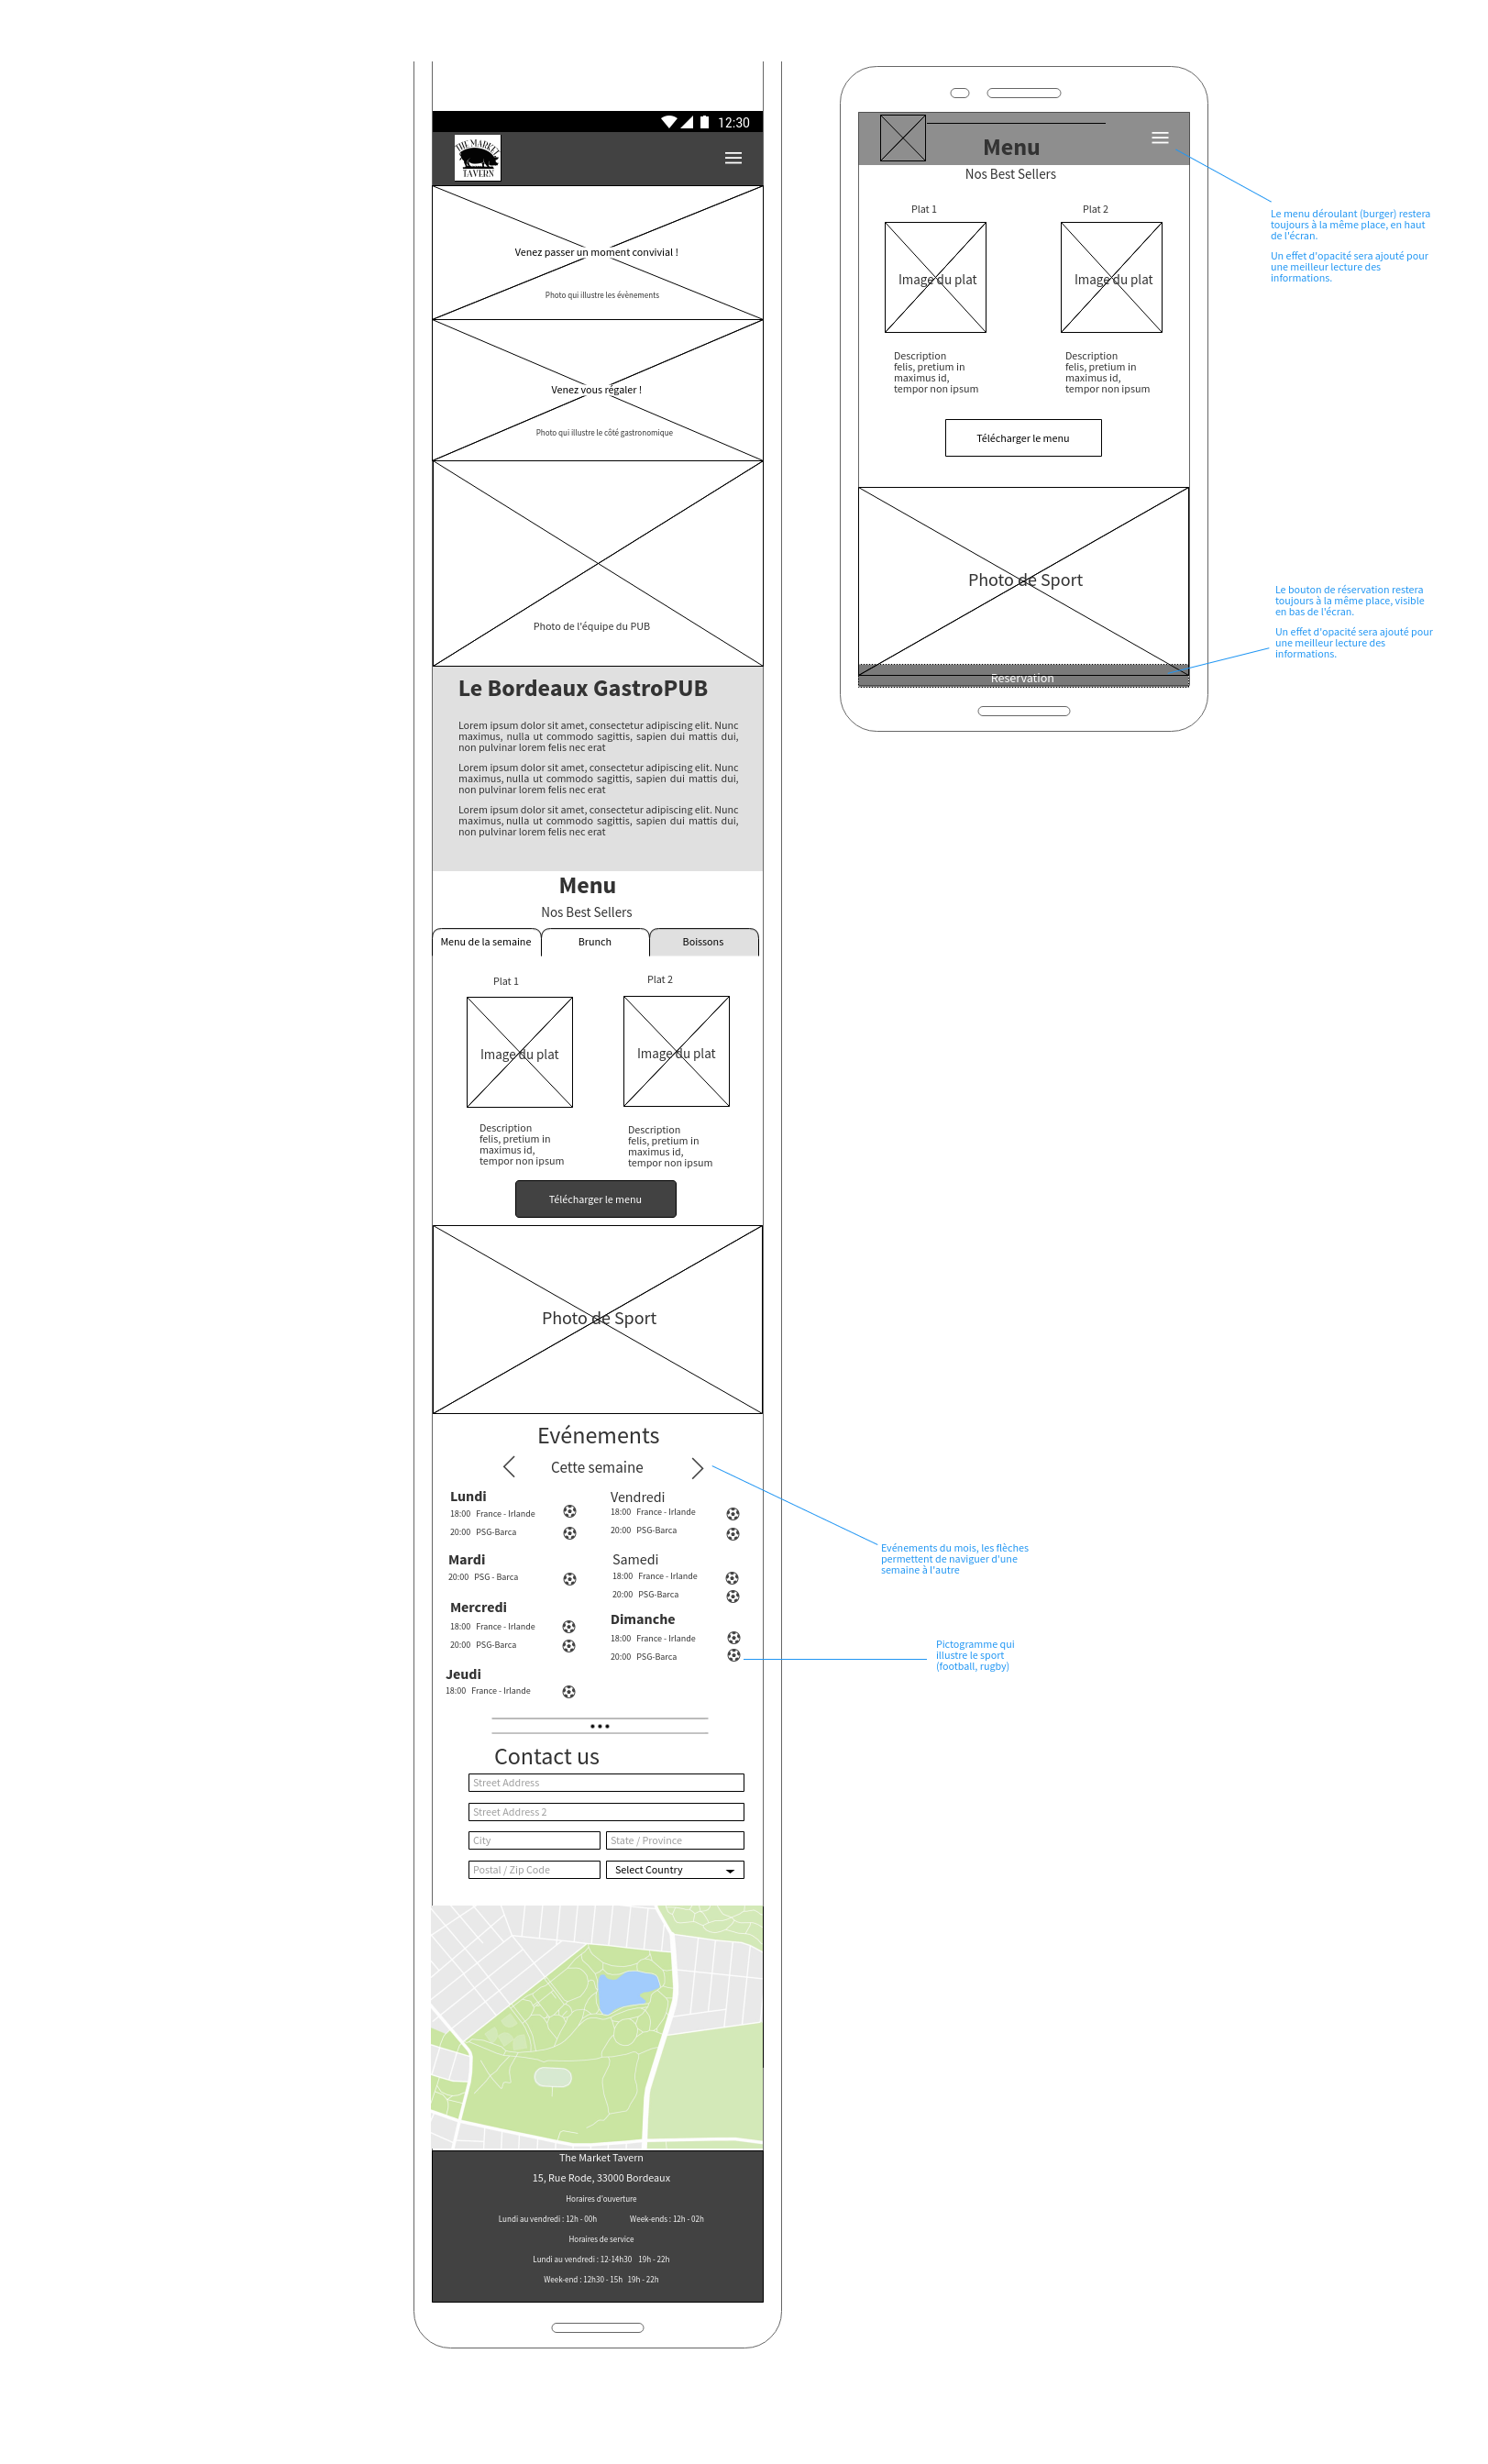 12:30
THE MARKET
TAVERN
Venez passer un moment convivial !
Photo qui illustre les évènements
Venez vous régaler !
Photo qui illustre le côté gastronomique
Photo de l'équipe du PUB
Le Bordeaux GastroPUB
Lorem ipsum dolor sit amet, consectetur adipiscing elit. Nunc
maximus, nulla ut commodo sagittis, sapien dui mattis dui,
non pulvinar lorem felis nec erat
Lorem ipsum dolor sit amet, consectetur adipiscing elit. Nunc
maximus, nulla ut commodo sagittis, sapien dui mattis dui,
non pulvinar lorem felis nec erat
Lorem ipsum dolor sit amet, consectetur adipiscing elit. Nunc
maximus, nulla ut commodo sagittis, sapien dui mattis dui,
non pulvinar lorem felis nec erat
Menu
Nos Best Sellers
Menu de la semaine
Brunch
Boissons
Plat 1
Image du plat
Description
felis, pretium in
maximus id,
tempor non ipsum
Plat 2
Image du plat
Description
felis, pretium in
maximus id,
tempor non ipsum
Télécharger le menu
Photo de Sport
Evénements
Cette semaine
Lundi
18:00 France - Irlande
20:00 PSG-Barca
Mardi
20:00 PSG - Barca
Mercredi
18:00 France - Irlande
20:00 PSG-Barca
Jeudi
18:00 France - Irlande
Vendredi
18:00 France - Irlande
20:00 PSG-Barca
Samedi
18:00 France - Irlande
20:00 PSG-Barca
Dimanche
18:00 France - Irlande
20:00 PSG-Barca
Contact us
Street Address
Street Address 2
City
State / Province
Postal / Zip Code
Select Country
The Market Tavern
15, Rue Rode, 33000 Bordeaux
Horaires d'ouverture
Lundi au vendredi : 12h - 00h Week-ends : 12h - 02h
Horaires de service
Lundi au vendredi : 12-14h30 19h - 22h
Week-end : 12h30 - 15h 19h - 22h
Menu
Nos Best Sellers
Plat 1
Image du plat
Description
felis, pretium in
maximus id,
tempor non ipsum
Plat 2
Image du plat
Description
felis, pretium in
maximus id,
tempor non ipsum
Télécharger le menu
Photo de Sport
Reservation
Le menu déroulant (burger) restera
toujours à la même place, en haut
de l'écran.
Un effet d'opacité sera ajouté pour
une meilleur lecture des
informations.
Le bouton de réservation restera
toujours à la même place, visible
en bas de l'écran.
Un effet d'opacité sera ajouté pour
une meilleur lecture des
informations.
Evénements du mois, les flèches
permettent de naviguer d'une
semaine à l'autre
Pictogramme qui
illustre le sport
(football, rugby)